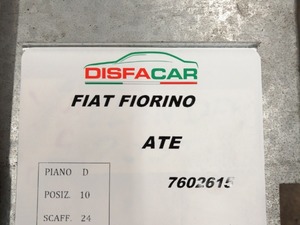 DISFACAR
FIAT FIORINO
ATE
7602615
PIANO D
POSIZ. 10
SCAFF. 24